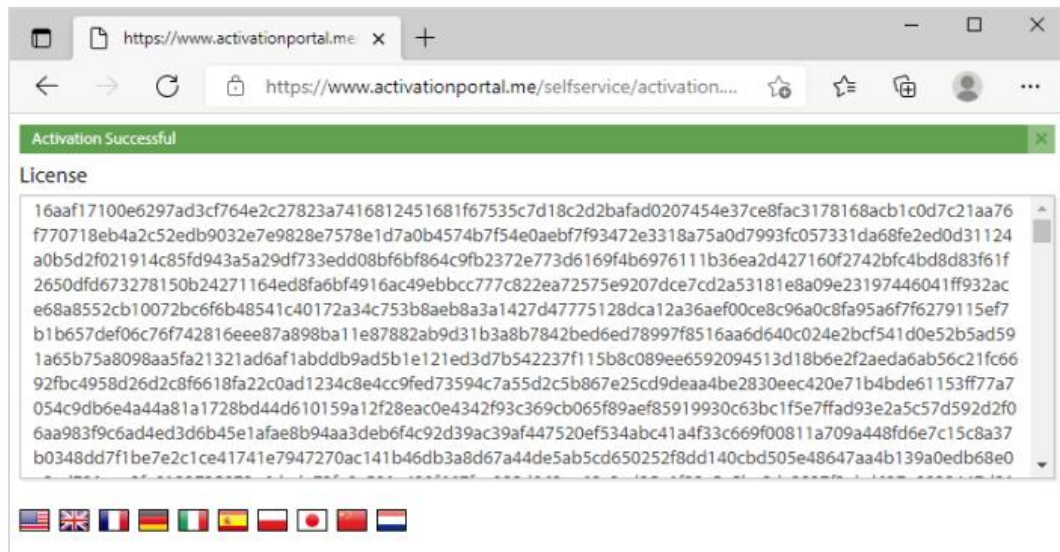 https://www.activationportal.me
https://www.activationportal.me/selfservice/activation....
Activation Successful
License
16aaf17100e6297ad3cf764e2c27823a7416812451681f67535c7d18c2d2bafad0207454e37ce8fac3178168acb1c0d7c21aa76
f770718eb4a2c52edb9032e7e9828e7578e1d7a0b4574b7f54e0aebf7f93472e3318a75a0d7993fc057331da68fe2ed0d31124
a0b5d2f021914c85fd943a5a29df733edd08bf6bf864c9fb2372e773d6169f4b6976111b36ea2d427160f2742bfc4bd8d83f61f
2650dfd673278150b24271164ed8fa6bf4916ac49ebbcc777c822ea72575e9207dce7cd2a53181e8a09e23197446041ff932ac
e68a8552cb10072bc6f6b48541c40172a34c753b8aeb8a3a1427d47775128dca12a36aef00ce8c96a0c8fa95a6f7f6279115ef7
b1b657def06c76f742816eee87a898ba11e87882ab9d31b3a8b7842bed6ed78997f8516aa6d640c024e2bcf541d0e52b5ad59
1a65b75a8098aa5fa21321ad6af1abddb9ad5b1e121ed3d7b542237f115b8c089ee6592094513d18b6e2f2aeda6ab56c21fc66
92fbc4958d26d2c8f6618fa22c0ad1234c8e4cc9fed73594c7a55d2c5b867e25cd9deaa4be2830eec420e71b4bde61153ff77a7
054c9db6e4a44a81a1728bd44d610159a12f28eac0e4342f93c369cb065f89aef85919930c63bc1f5e7ffad93e2a5c57d592d2f0
6aa983f9c6ad4ed3d6b45e1afae8b94aa3deb6f4c92d39ac39af447520ef534abc41a4f33c669f00811a709a448fd6e7c15c8a37
b0348dd7f1be7e2c1ce41741e7947270ac141b46db3a8d67a44de5ab5cd650252f8dd140cbd505e48647aa4b139a0edb68e0